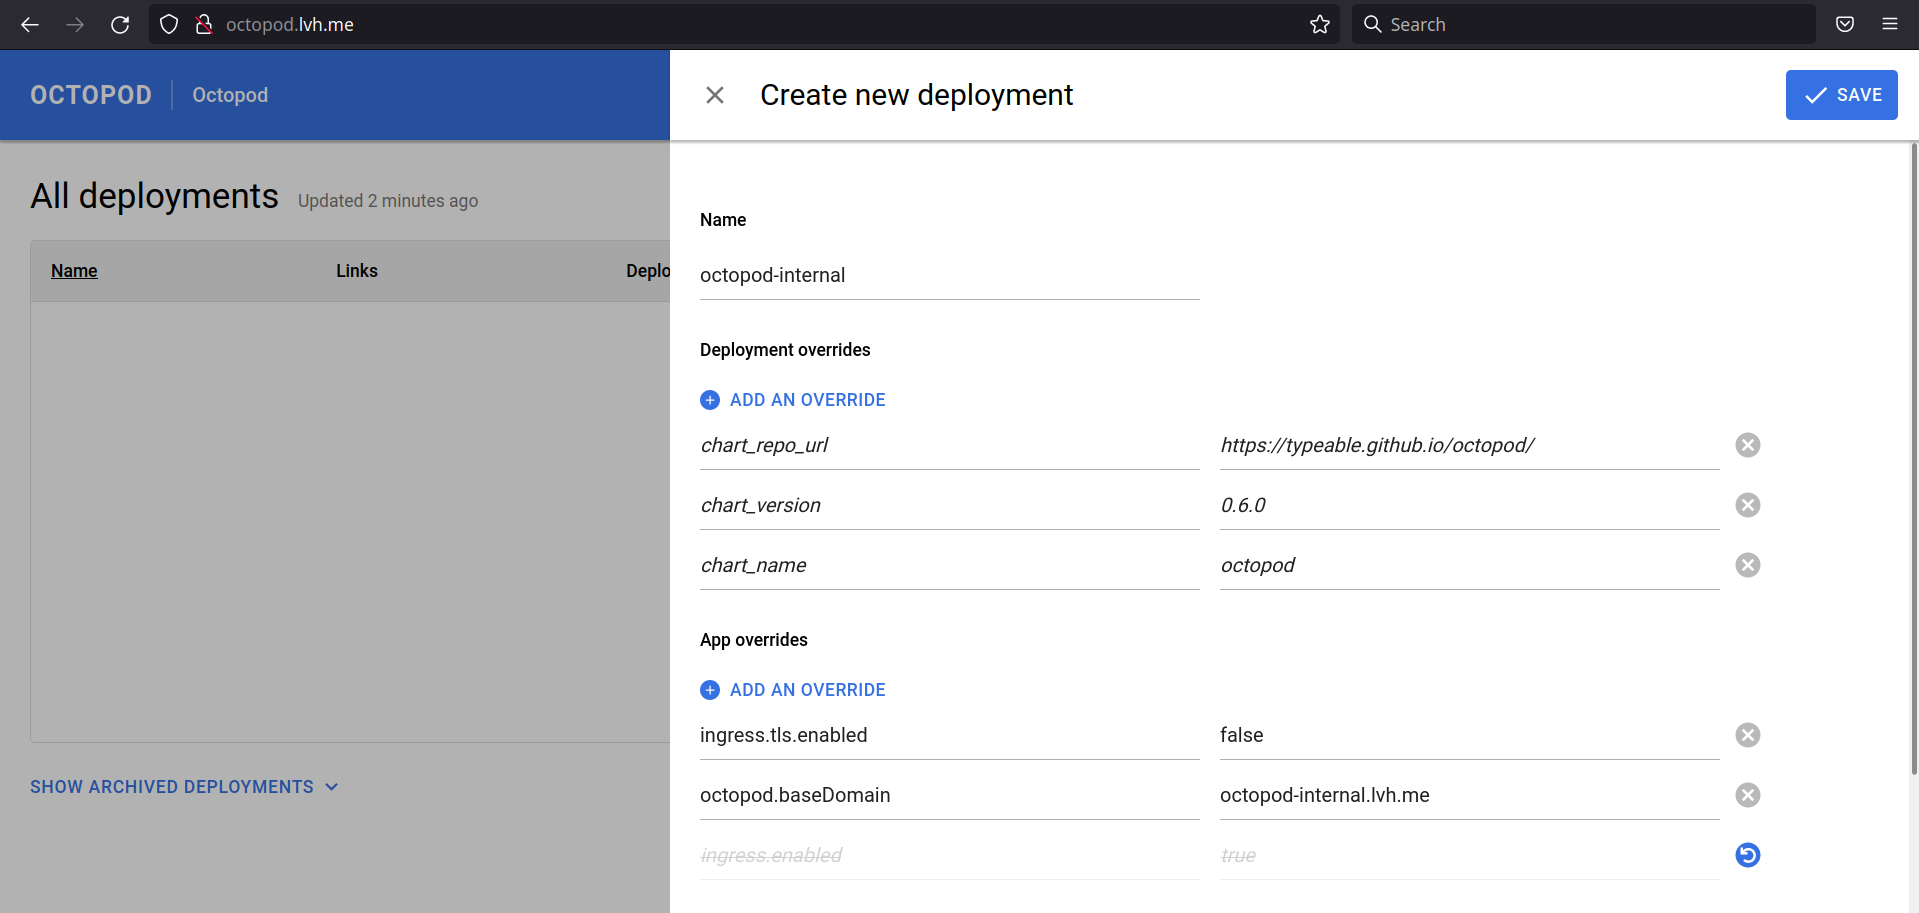 octopod.lvh.me
Search
OCTOPOD
Octopod
All deployments
Updated 2 minutes ago
Name
Links
Deplo
SHOW ARCHIVED DEPLOYMENTS
Create new deployment
SAVE
Name
octopod-internal
Deployment overrides
ADD AN OVERRIDE
chart_repo_url
https://typeable.github.io/octopod/
chart_version
0.6.0
chart_name
octopod
App overrides
ADD AN OVERRIDE
ingress.tls.enabled
false
octopod.baseDomain
octopod-internal.lvh.me
ingress.enabled
true